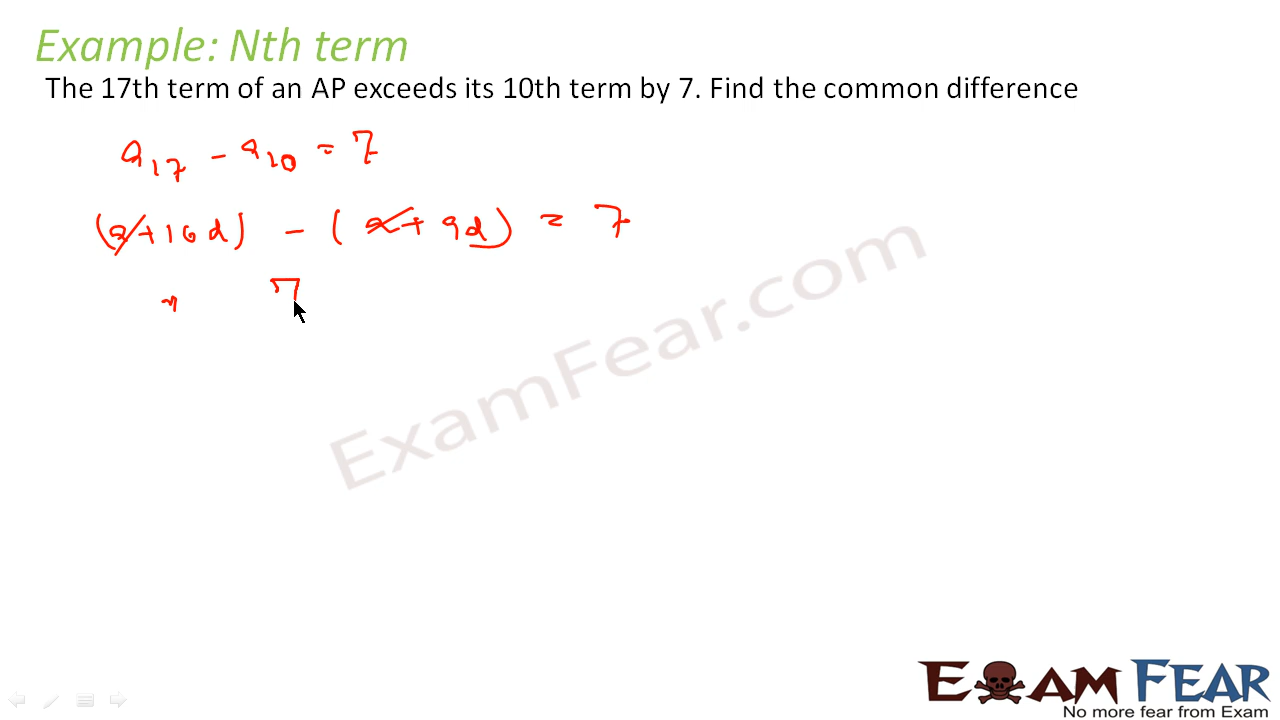 Example: Nth term
The 17th term of an AP exceeds its 10th term by 7. Find the common difference
a17 - a10 = 7
(a+16d) - (a+9d) = 7
7
ExamFear.com
EXAM FEAR
No more fear from Exam